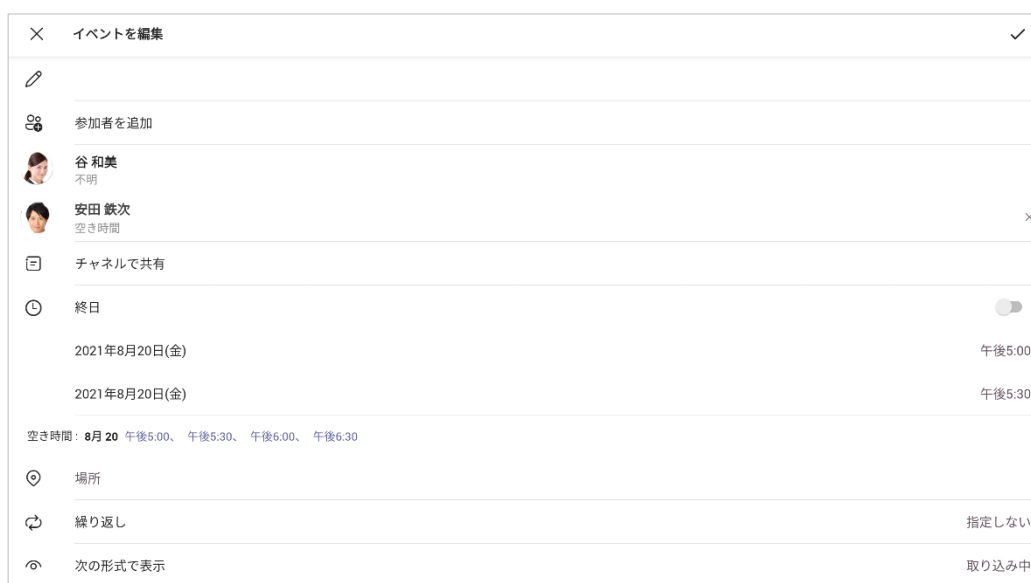 イベントを編集
参加者を追加
谷 和美
不明
安田 鉄次
空き時間
チャネルで共有
終日
2021年8月20日(金) 午後5:00
2021年8月20日(金) 午後5:30
空き時間： 8月 20 午後5:00、 午後5:30、 午後6:00、 午後6:30
場所
繰り返し 指定しない
次の形式で表示 取り込み中